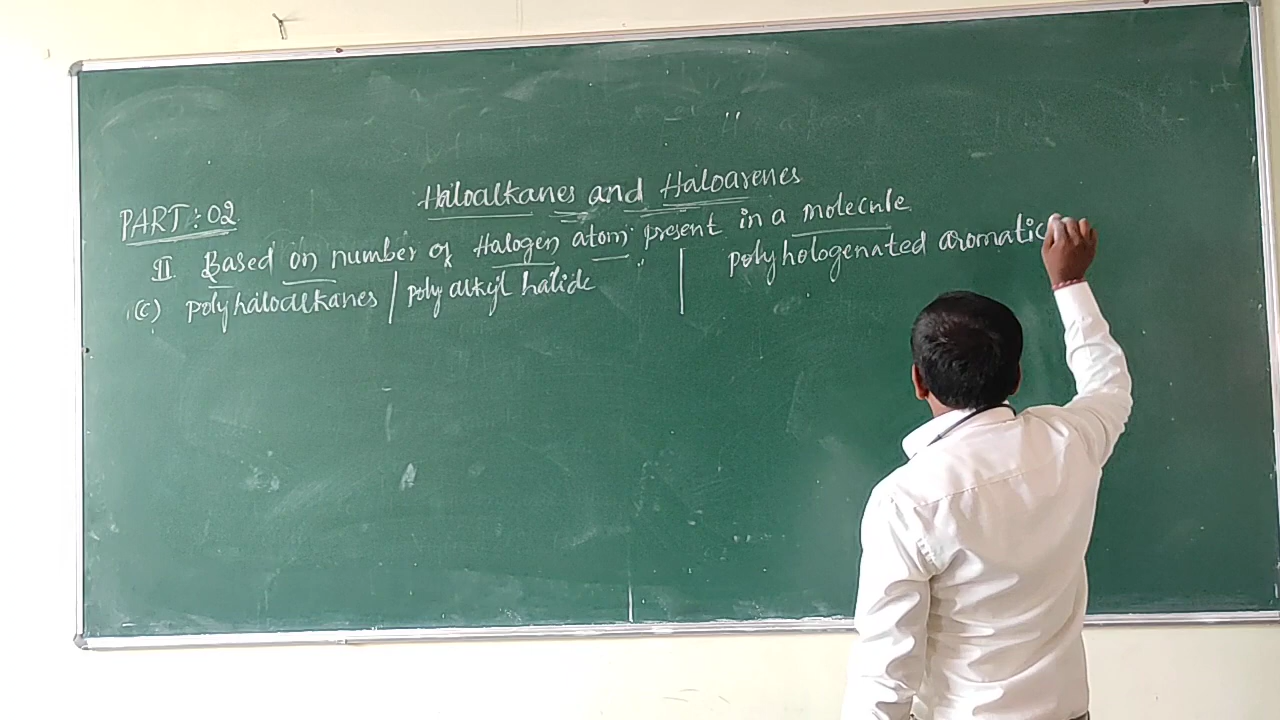 Haloalkanes and Haloarenes
PART:02
II. Based on number of Halogen atom present in a molecule
(C) polyhaloalkanes / poly alkyl halide | polyhologenated aromatic